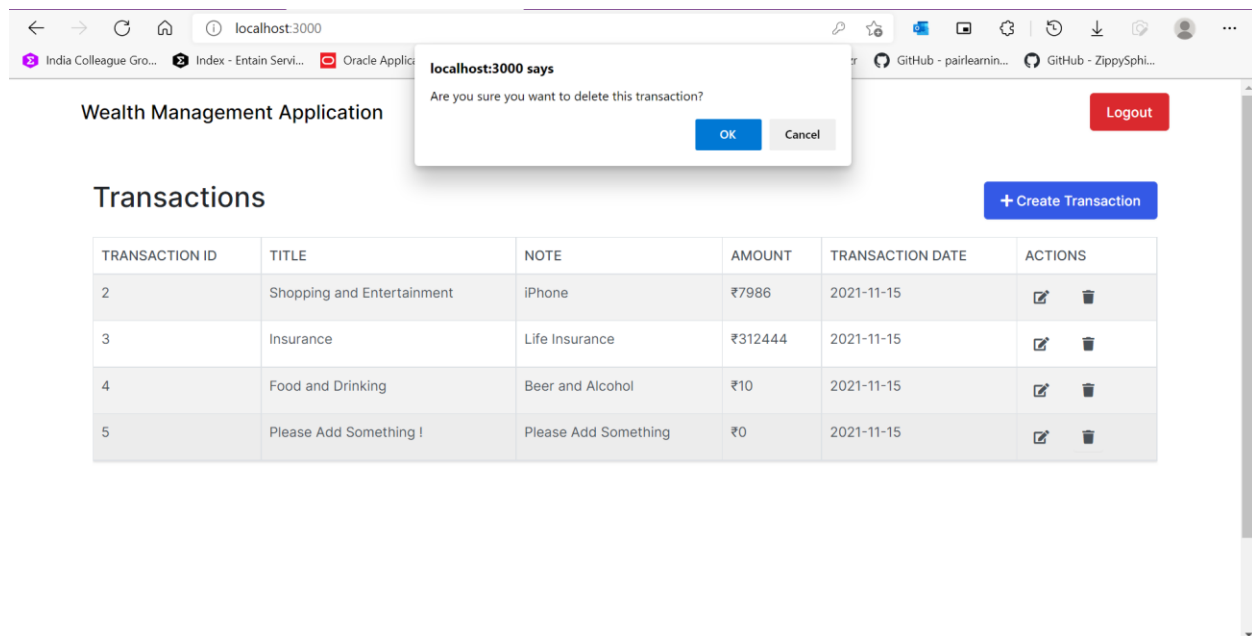 localhost:3000
India Colleague Gro... Index - Entain Servi... Oracle Applica GitHub - pairlearnin... GitHub - ZippySphi...
localhost:3000 says
Are you sure you want to delete this transaction?
OK Cancel
Wealth Management Application Logout
Transactions + Create Transaction
TRANSACTION ID TITLE NOTE AMOUNT TRANSACTION DATE ACTIONS
2 Shopping and Entertainment iPhone ₹7986 2021-11-15
3 Insurance Life Insurance ₹312444 2021-11-15
4 Food and Drinking Beer and Alcohol ₹10 2021-11-15
5 Please Add Something ! Please Add Something ₹0 2021-11-15